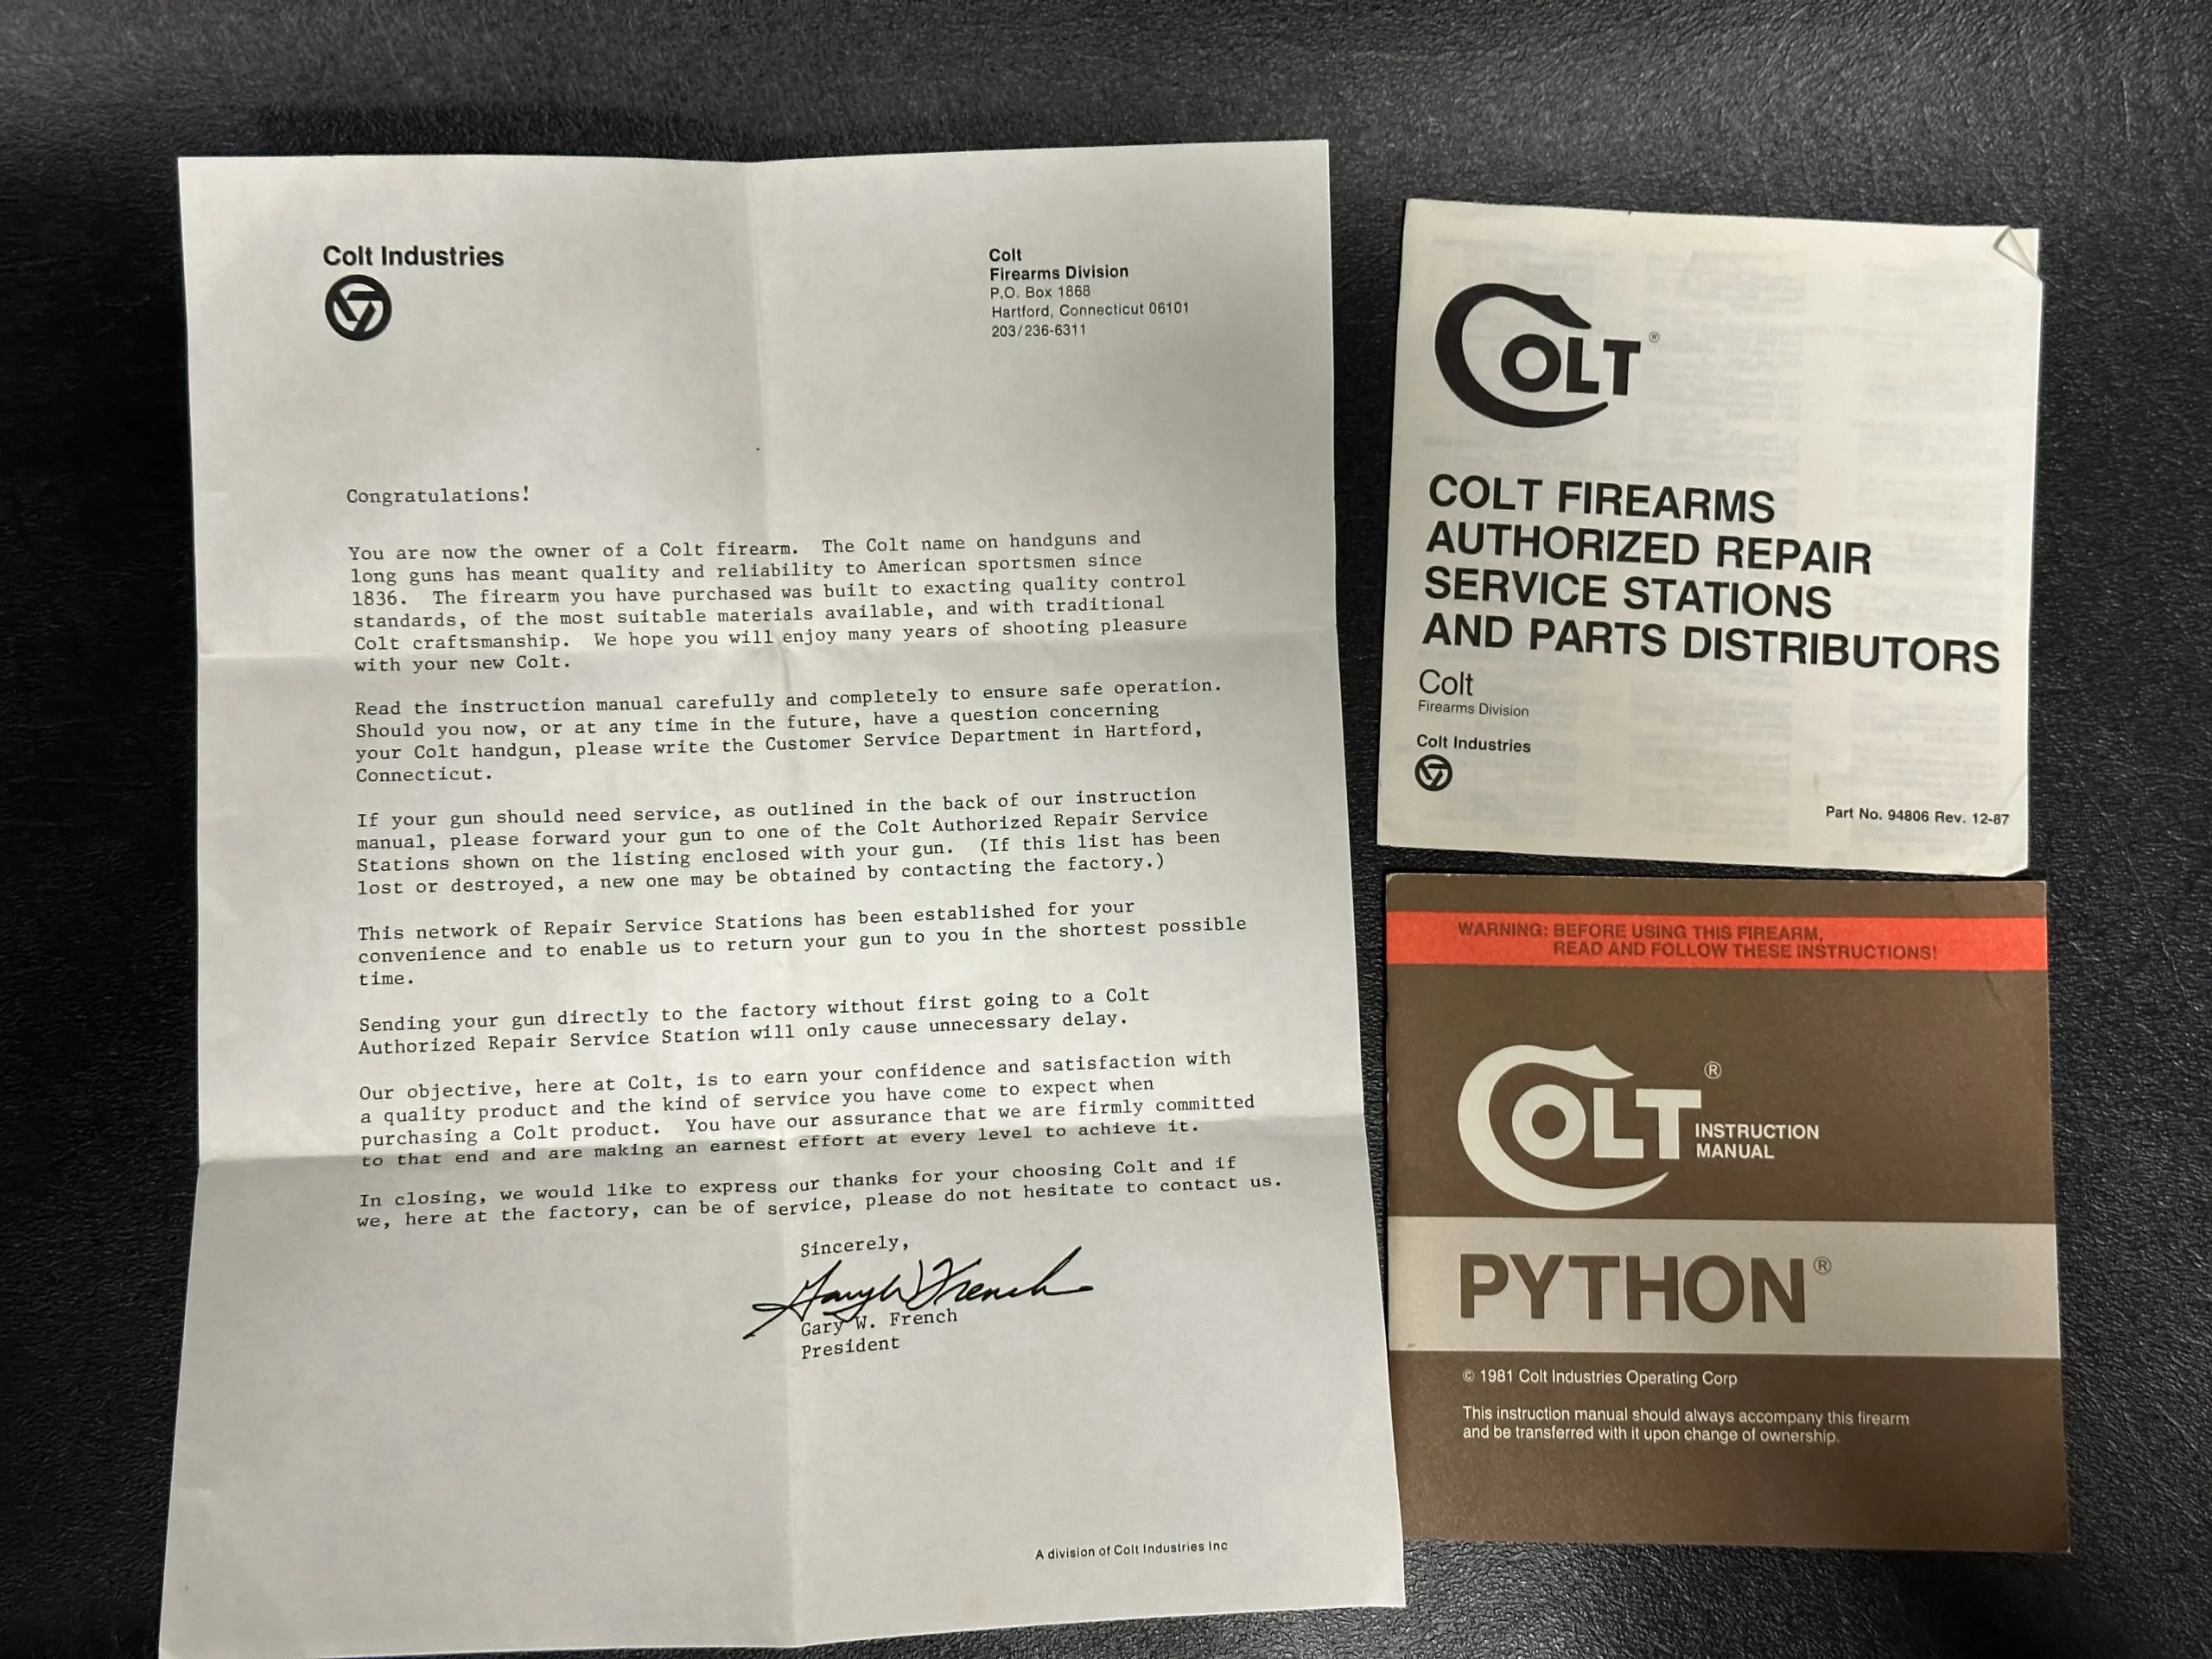 Colt Industries
Colt
Firearms Division
P.O. Box 1868
Hartford, Connecticut 06101
203/236-6311
Congratulations!
You are now the owner of a Colt firearm. The Colt name on handguns and
long guns has meant quality and reliability to American sportsmen since
1836. The firearm you have purchased was built to exacting quality control
standards, of the most suitable materials available, and with traditional
Colt craftsmanship. We hope you will enjoy many years of shooting pleasure
with your new Colt.
Read the instruction manual carefully and completely to ensure safe operation.
Should you now, or at any time in the future, have a question concerning
your Colt handgun, please write the Customer Service Department in Hartford,
Connecticut.
If your gun should need service, as outlined in the back of our instruction
manual, please forward your gun to one of the Colt Authorized Repair Service
Stations shown on the listing enclosed with your gun. (If this list has been
lost or destroyed, a new one may be obtained by contacting the factory.)
This network of Repair Service Stations has been established for your
convenience and to enable us to return your gun to you in the shortest possible
time.
Sending your gun directly to the factory without first going to a Colt
Authorized Repair Service Station will only cause unnecessary delay.
Our objective, here at Colt, is to earn your confidence and satisfaction with
a quality product and the kind of service you have come to expect when
purchasing a Colt product. You have our assurance that we are firmly committed
to that end and are making an earnest effort at every level to achieve it.
In closing, we would like to express our thanks for your choosing Colt and if
we, here at the factory, can be of service, please do not hesitate to contact us.
Sincerely,
Gary W French
Gary W. French
President
A division of Colt Industries Inc
COLT®
COLT FIREARMS
AUTHORIZED REPAIR
SERVICE STATIONS
AND PARTS DISTRIBUTORS
Colt
Firearms Division
Colt Industries
Part No. 94806 Rev. 12-87
WARNING: BEFORE USING THIS FIREARM,
READ AND FOLLOW THESE INSTRUCTIONS!
COLT®
INSTRUCTION
MANUAL
PYTHON®
© 1981 Colt Industries Operating Corp
This instruction manual should always accompany this firearm
and be transferred with it upon change of ownership.